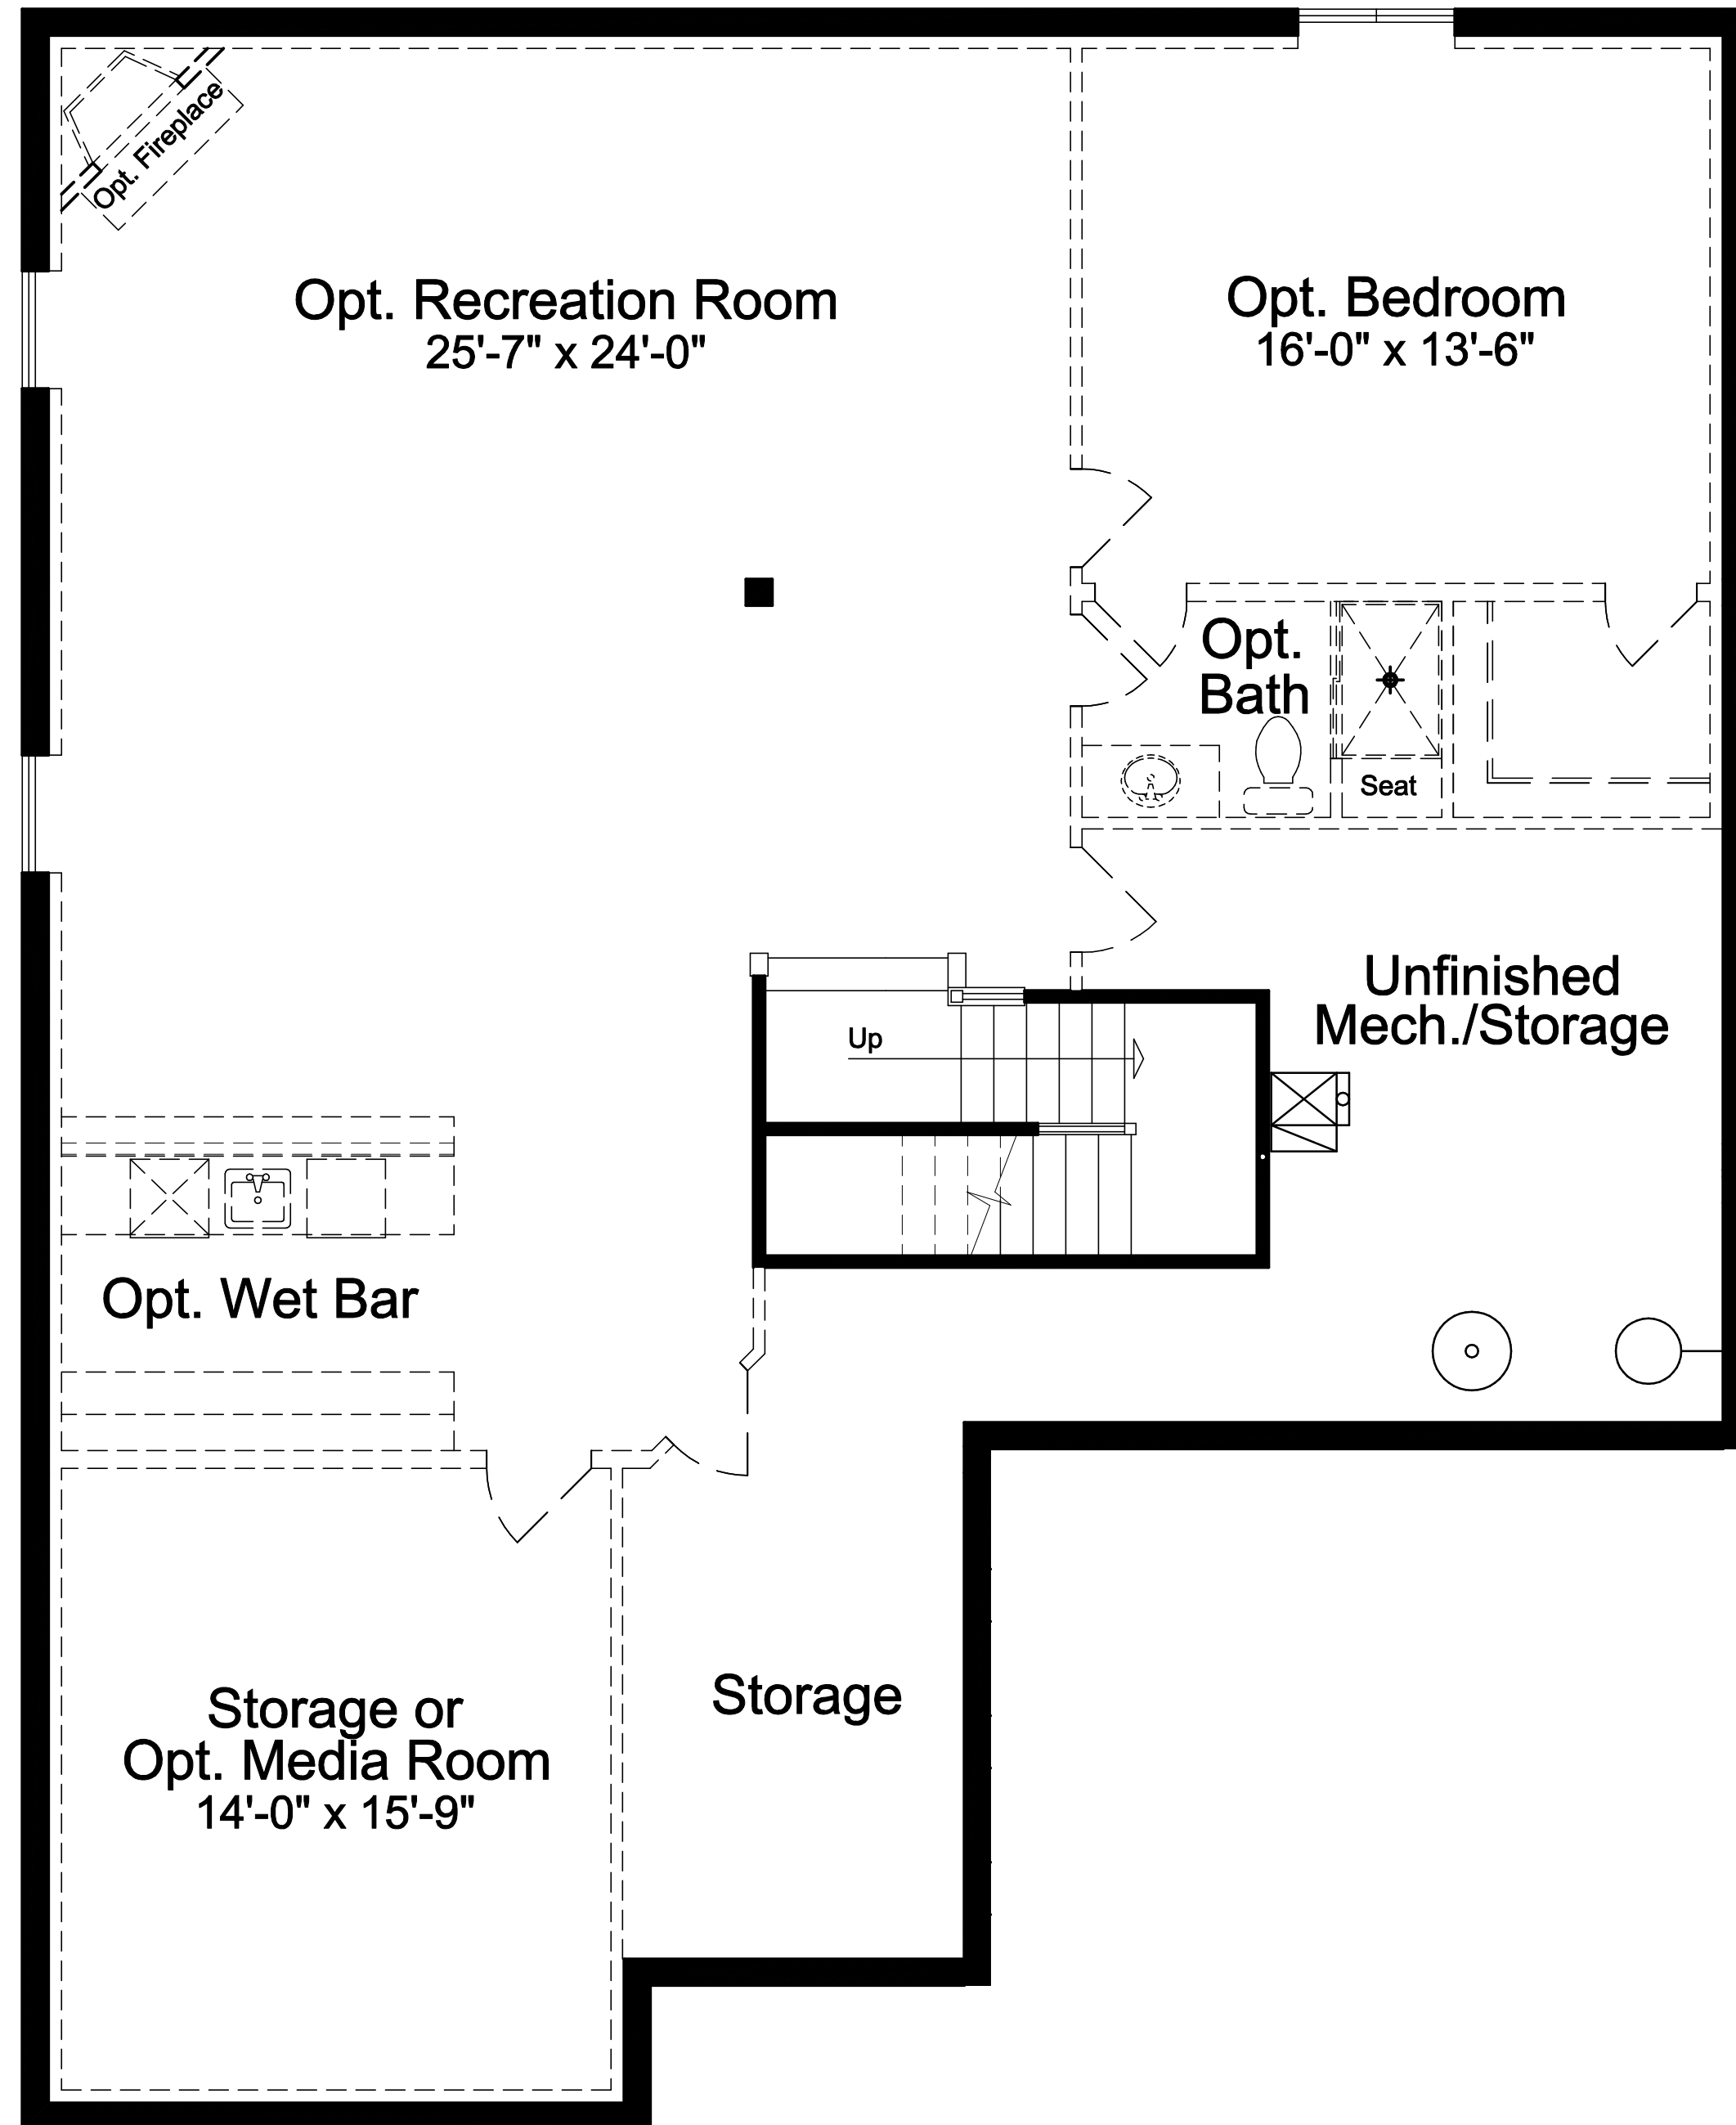 Opt. Fireplace
Opt. Recreation Room
25'-7" x 24'-0"
Opt. Bedroom
16'-0" x 13'-6"
Opt.
Bath
Seat
Unfinished
Mech./Storage
Up
Opt. Wet Bar
Storage or
Opt. Media Room
14'-0" x 15'-9"
Storage